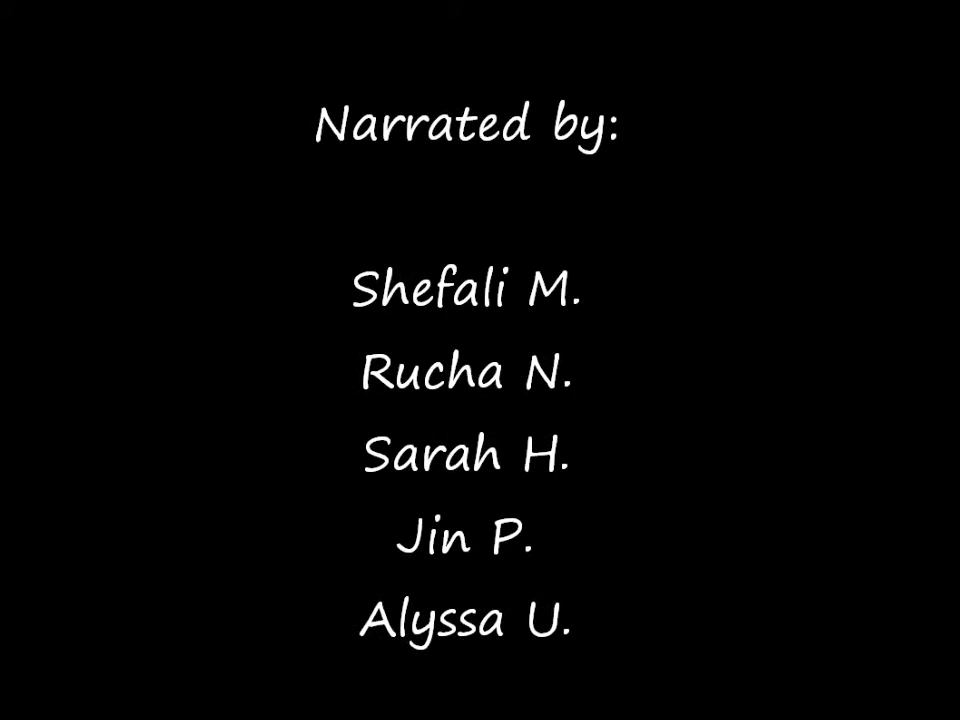 Narrated by:
Shefali M.
Rucha N.
Sarah H.
Jin P.
Alyssa U.